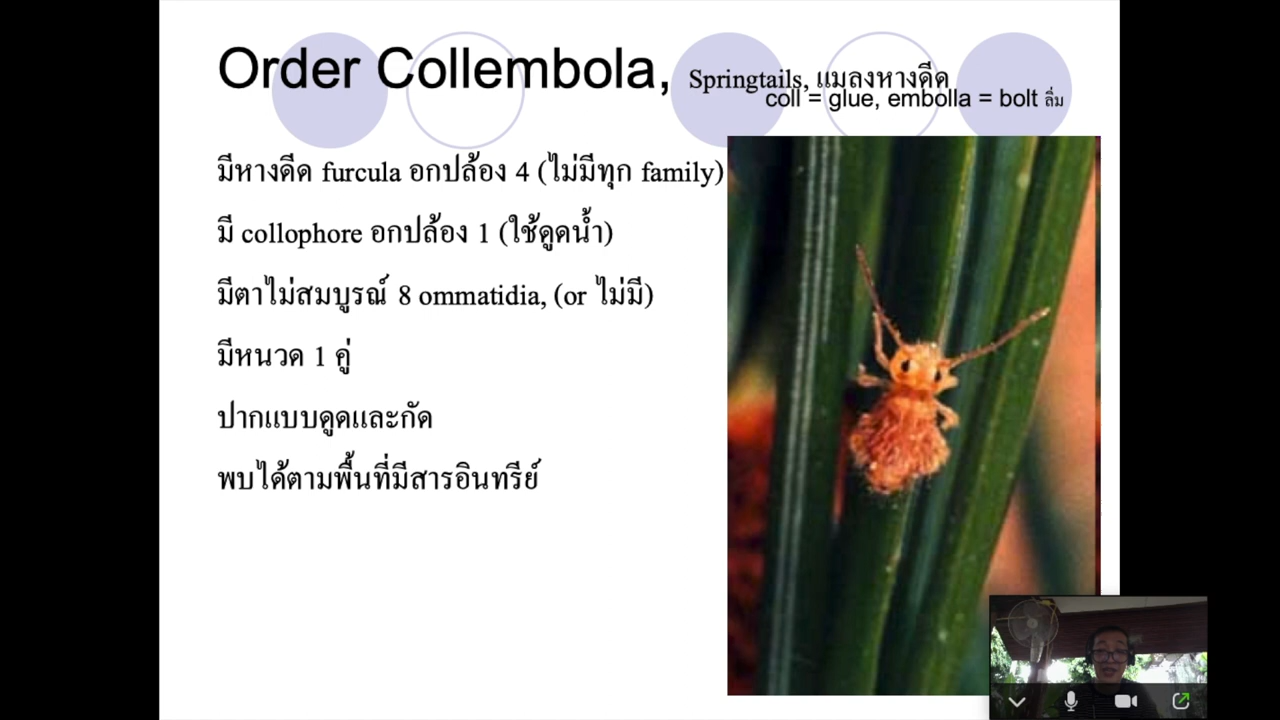 Order Collembola, Springtails, แมลงหางดีด
coll = glue, embolla = bolt ลิ่ม
มีหางดีด furcula อกปล้อง 4 (ไม่มีทุก family)
มี collophore อกปล้อง 1 (ใช้ดูดน้ำ)
มีตาไม่สมบูรณ์ 8 ommatidia, (or ไม่มี)
มีหนวด 1 คู่
ปากแบบดูดและกัด
พบได้ตามพื้นที่มีสารอินทรีย์